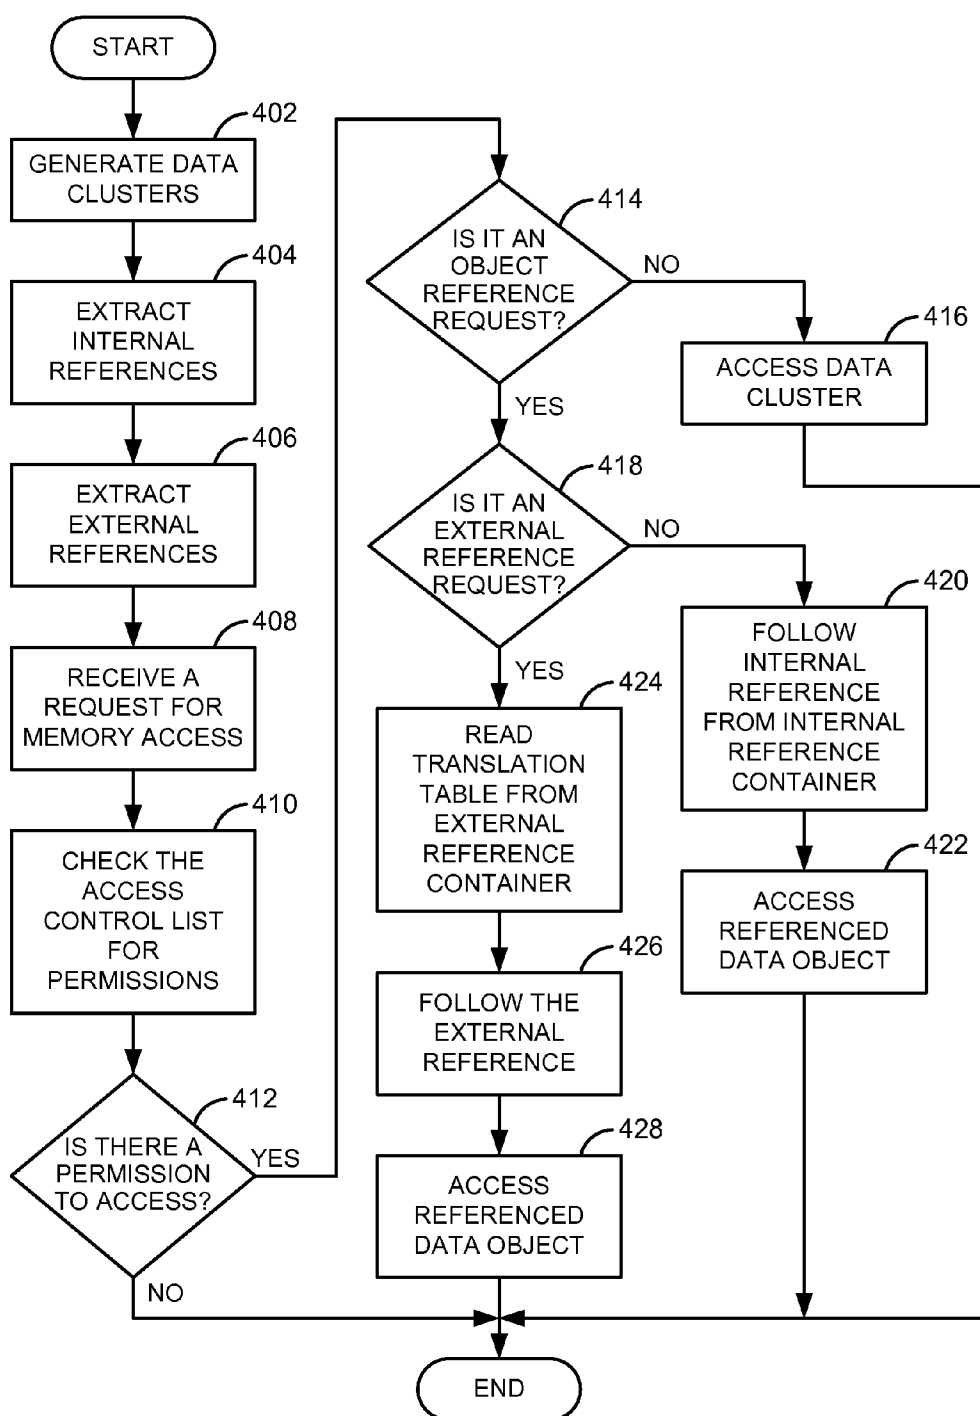 START
402
GENERATE DATA
CLUSTERS
404
EXTRACT
INTERNAL
REFERENCES
406
EXTRACT
EXTERNAL
REFERENCES
408
RECEIVE A
REQUEST FOR
MEMORY ACCESS
410
CHECK THE
ACCESS
CONTROL LIST
FOR
PERMISSIONS
412
IS THERE A
PERMISSION
TO ACCESS?
YES
NO
414
IS IT AN
OBJECT
REFERENCE
REQUEST?
NO
YES
416
ACCESS DATA
CLUSTER
418
IS IT AN
EXTERNAL
REFERENCE
REQUEST?
NO
YES
420
FOLLOW
INTERNAL
REFERENCE
FROM INTERNAL
REFERENCE
CONTAINER
422
ACCESS
REFERENCED
DATA OBJECT
424
READ
TRANSLATION
TABLE FROM
EXTERNAL
REFERENCE
CONTAINER
426
FOLLOW THE
EXTERNAL
REFERENCE
428
ACCESS
REFERENCED
DATA OBJECT
END